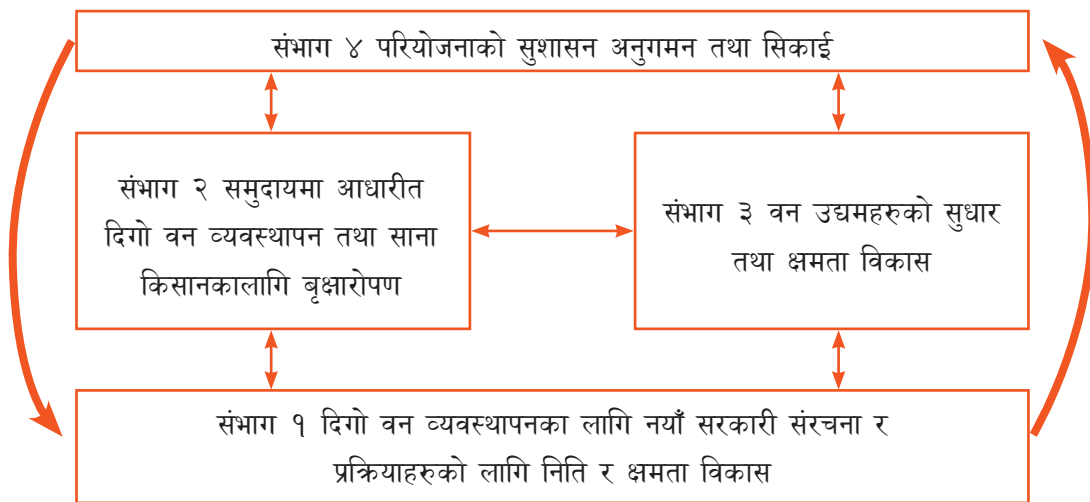 संभाग ४ परियोजनाको सुशासन अनुगमन तथा सिकाई
संभाग २ समुदायमा आधारीत
दिगो वन व्यवस्थापन तथा साना
किसानकालागि बृक्षारोपण
संभाग ३ वन उद्यमहरुको सुधार
तथा क्षमता विकास
संभाग १ दिगो वन व्यवस्थापनका लागि नयाँ सरकारी संरचना र
प्रक्रियाहरुको लागि निति र क्षमता विकास